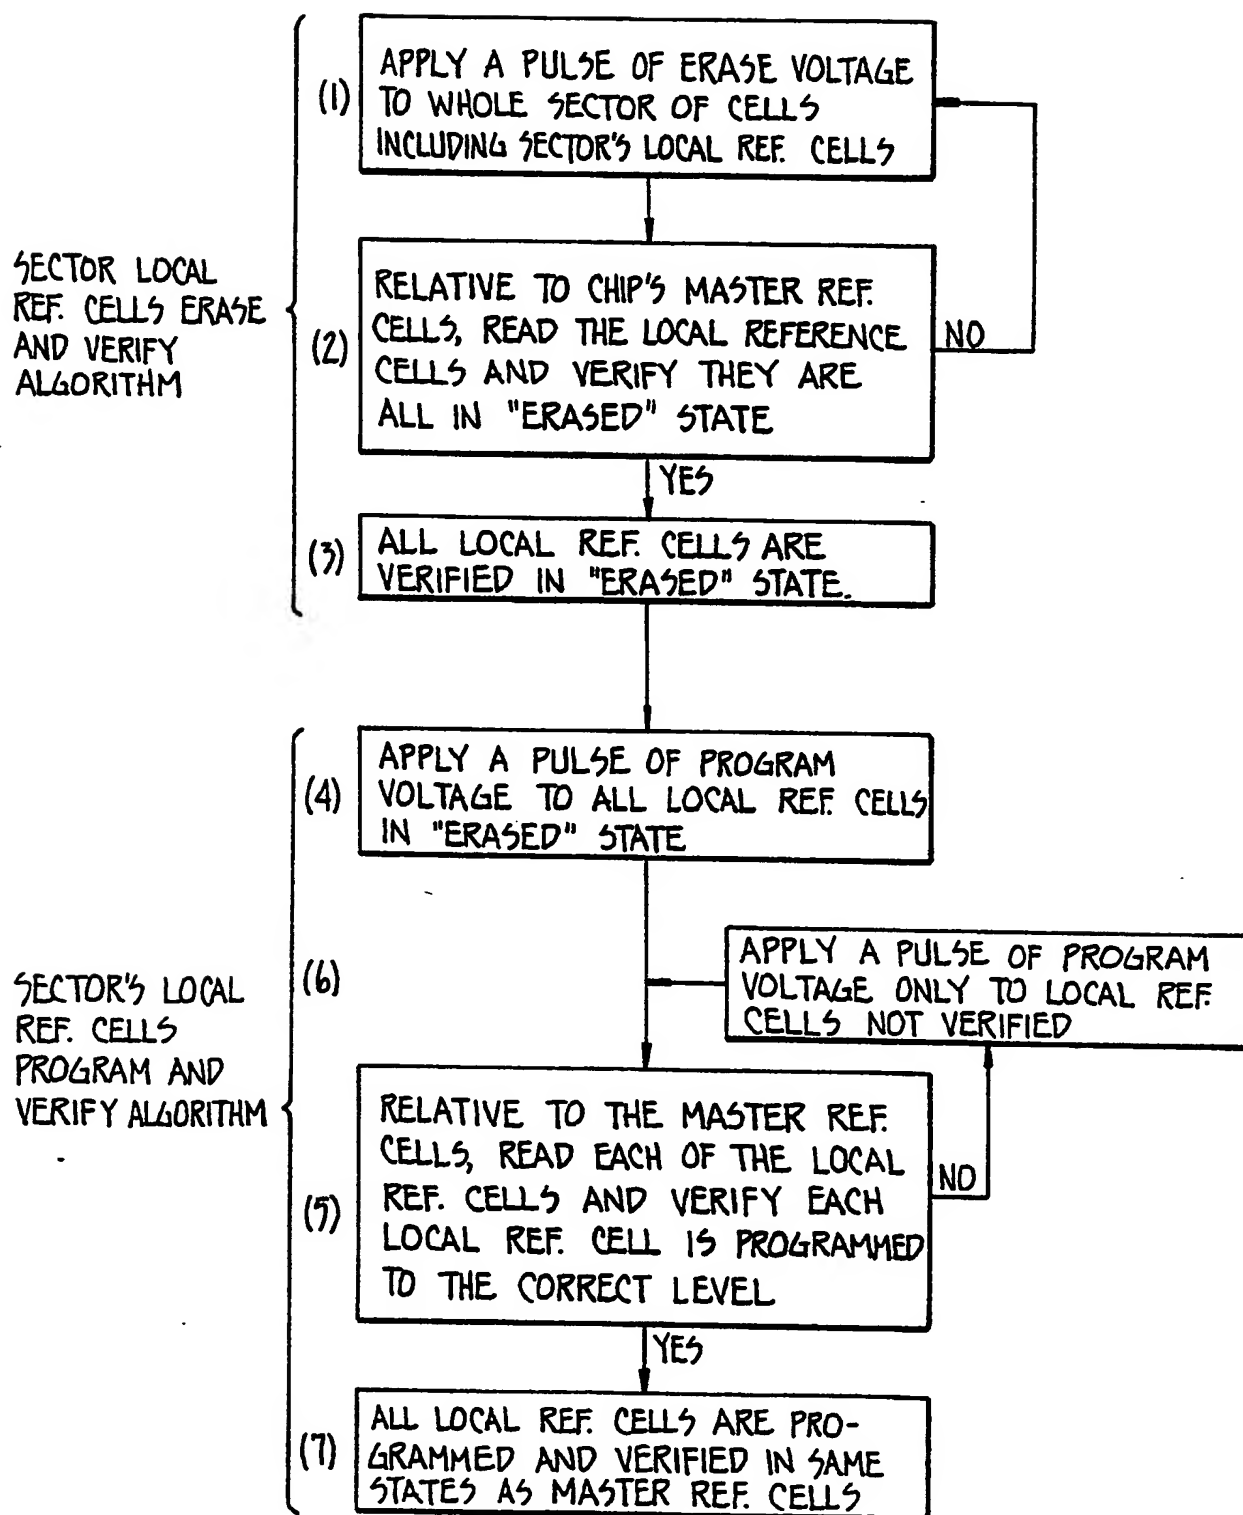 (1)
APPLY A PULSE OF ERASE VOLTAGE
TO WHOLE SECTOR OF CELLS
INCLUDING SECTOR'S LOCAL REF. CELLS
SECTOR LOCAL
REF. CELLS ERASE
AND VERIFY
ALGORITHM
(2)
RELATIVE TO CHIP'S MASTER REF.
CELLS, READ THE LOCAL REFERENCE
CELLS AND VERIFY THEY ARE
ALL IN "ERASED" STATE
NO
YES
(3)
ALL LOCAL REF. CELLS ARE
VERIFIED IN "ERASED" STATE.
(4)
APPLY A PULSE OF PROGRAM
VOLTAGE TO ALL LOCAL REF. CELLS
IN "ERASED" STATE
(6)
APPLY A PULSE OF PROGRAM
VOLTAGE ONLY TO LOCAL REF.
CELLS NOT VERIFIED
SECTOR'S LOCAL
REF. CELLS
PROGRAM AND
VERIFY ALGORITHM
(5)
RELATIVE TO THE MASTER REF.
CELLS, READ EACH OF THE LOCAL
REF. CELLS AND VERIFY EACH
LOCAL REF. CELL IS PROGRAMMED
TO THE CORRECT LEVEL
NO
YES
(7)
ALL LOCAL REF. CELLS ARE PRO-
GRAMMED AND VERIFIED IN SAME
STATES AS MASTER REF. CELLS